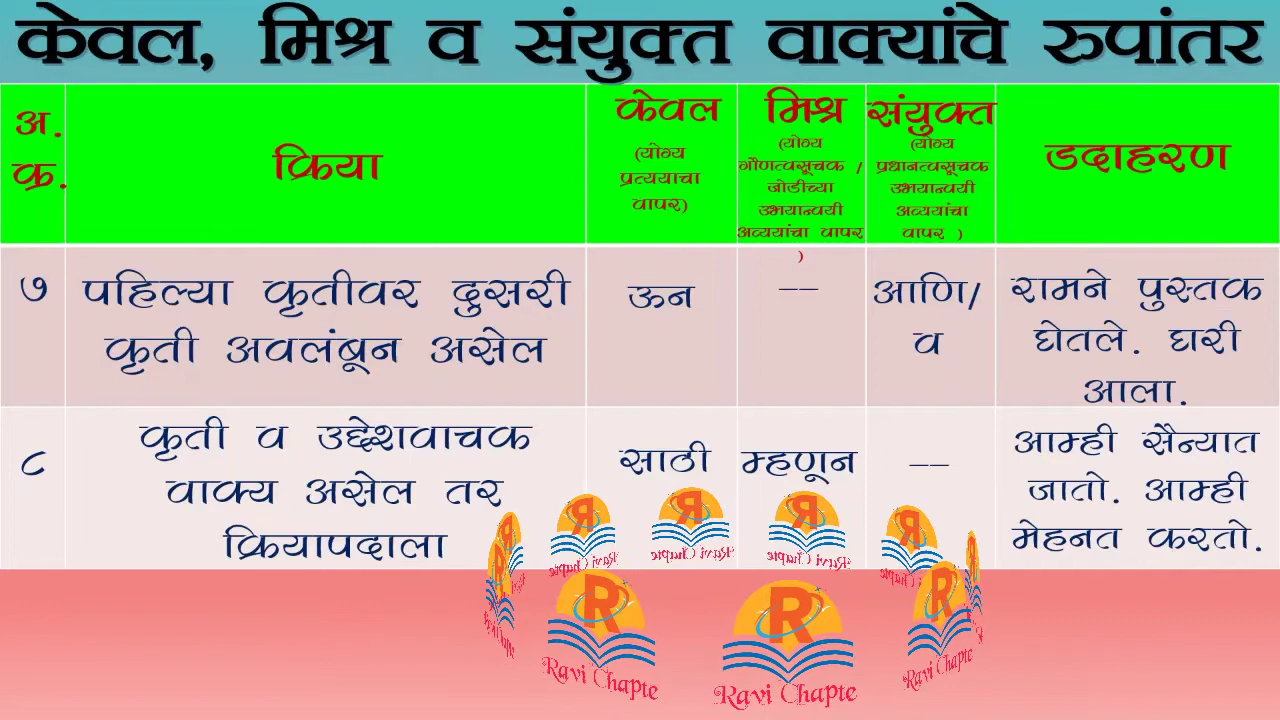 केवल, मिश्र व संयुक्त वाक्यांचे रुपांतर
अ.
क्र.
क्रिया
केवल
(योग्य
प्रत्ययाचा
वापर)
मिश्र
(योग्य
गौणत्वसूचक /
जोडीच्या
उभयान्वयी
अव्ययांचा वापर
)
संयुक्त
(योग्य
प्रधानत्वसूचक
उभयान्वयी
अव्ययांचा
वापर )
उदाहरण
७
पहिल्या कृतीवर दुसरी
कृती अवलंबून असेल
ऊन
--
आणि/
व
रामने पुस्तक
घेतले. घरी
आला.
८
कृती व उद्देशवाचक
वाक्य असेल तर
क्रियापदाला
साठी
म्हणून
--
आम्ही सैन्यात
जातो. आम्ही
मेहनत करतो.
R
Ravi Chapte
R
Ravi Chapte
R
Ravi Chapte